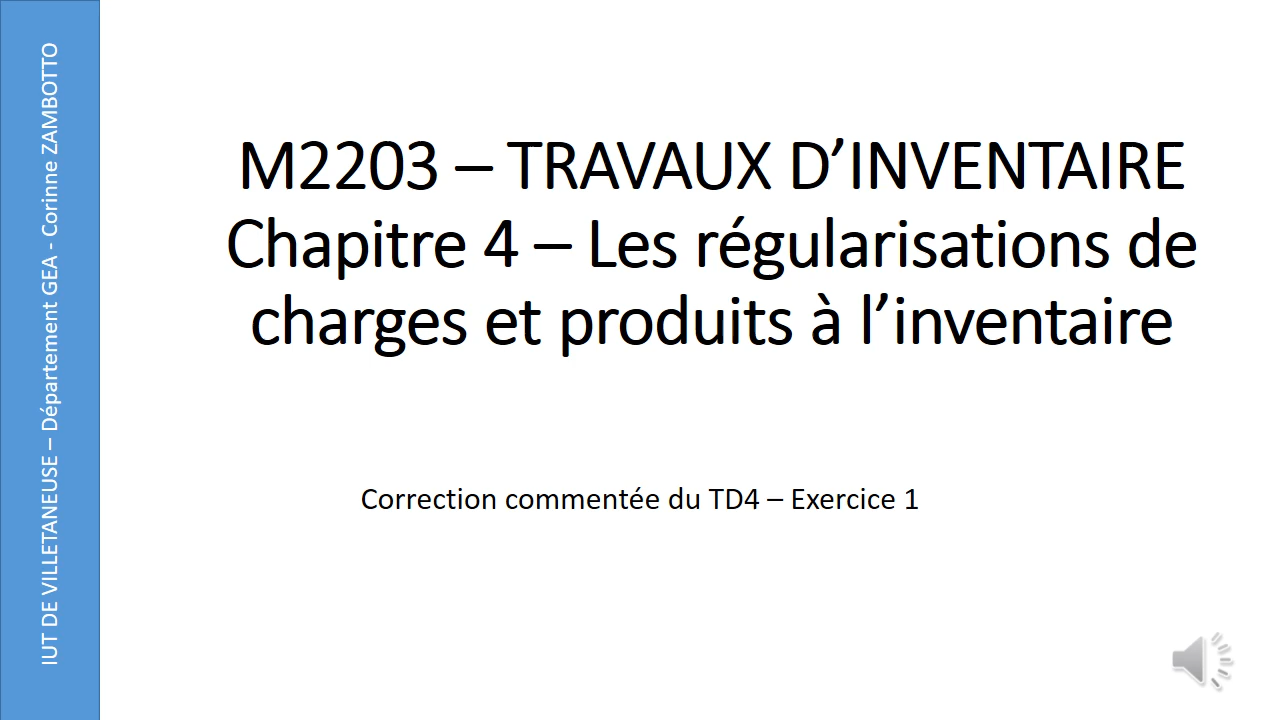 IUT DE VILLETANEUSE – Département GEA - Corinne ZAMBOTTO
M2203 – TRAVAUX D’INVENTAIRE
Chapitre 4 – Les régularisations de
charges et produits à l’inventaire
Correction commentée du TD4 – Exercice 1